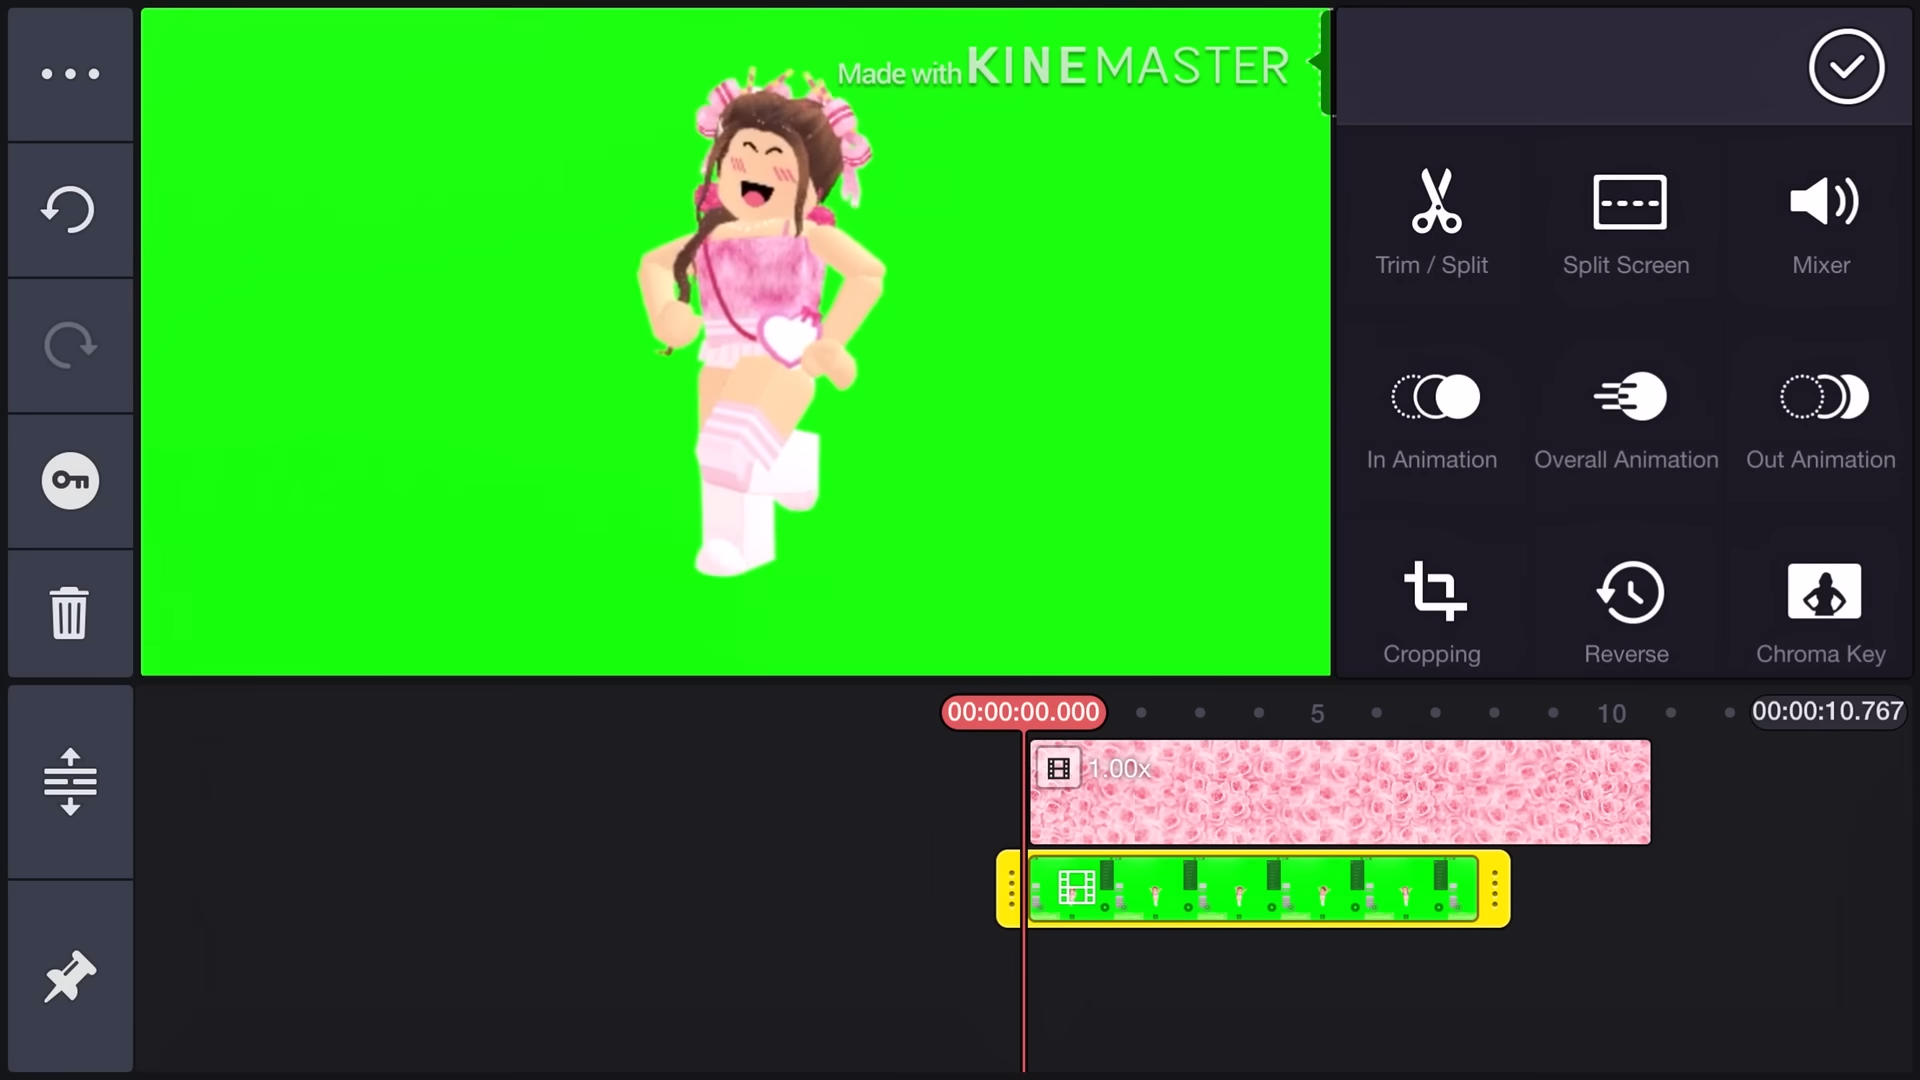 Made with KINEMASTER
Trim / Split
Split Screen
Mixer
In Animation
Overall Animation
Out Animation
Cropping
Reverse
Chroma Key
00:00:00.000
5
10
00:00:10.767
1.00x